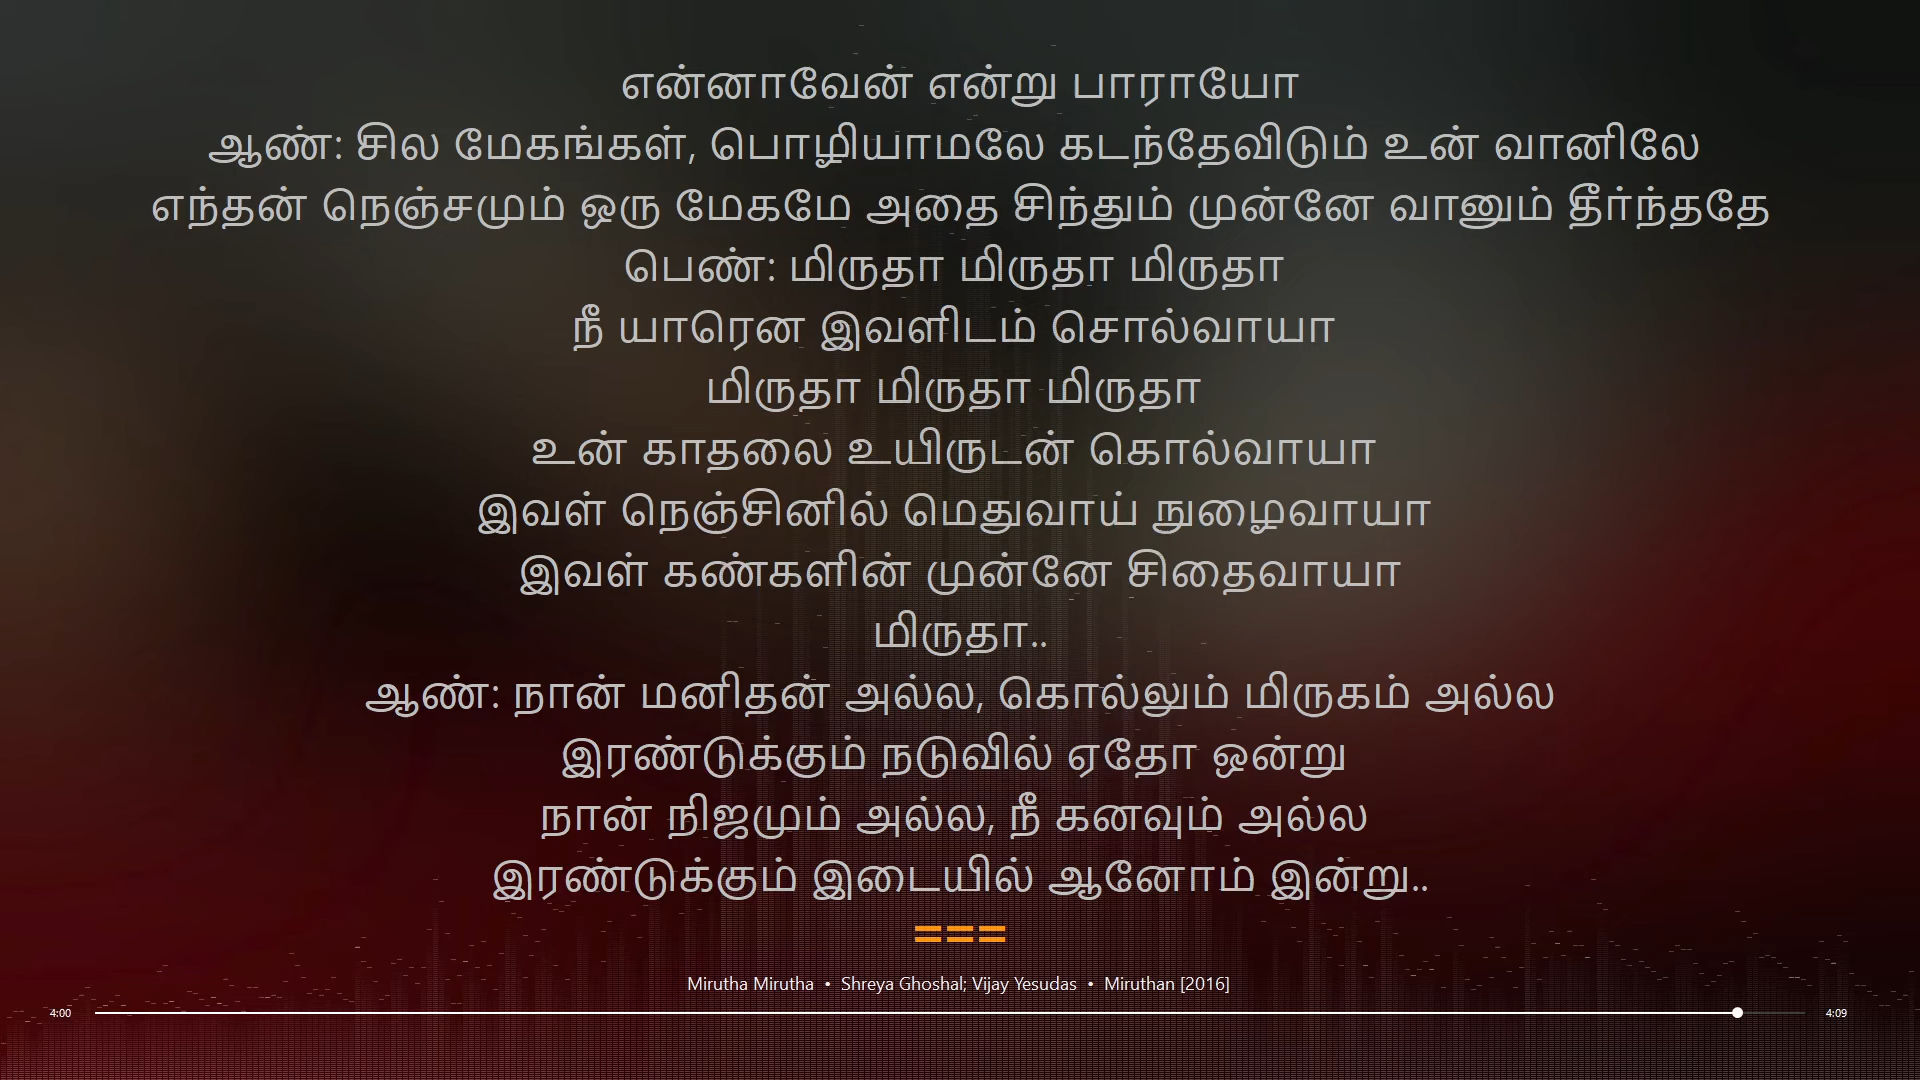 என்னாவேன் என்று பாராயோ
ஆண்: சில மேகங்கள், பொழியாமலே கடந்தேவிடும் உன் வானிலே
எந்தன் நெஞ்சமும் ஒரு மேகமே அதை சிந்தும் முன்னே வானும் தீர்ந்ததே
பெண்: மிருதா மிருதா மிருதா
நீ யாரென இவளிடம் சொல்வாயா
மிருதா மிருதா மிருதா
உன் காதலை உயிருடன் கொல்வாயா
இவள் நெஞ்சினில் மெதுவாய் நுழைவாயா
இவள் கண்களின் முன்னே சிதைவாயா
மிருதா..
ஆண்: நான் மனிதன் அல்ல, கொல்லும் மிருகம் அல்ல
இரண்டுக்கும் நடுவில் ஏதோ ஒன்று
நான் நிஜமும் அல்ல, நீ கனவும் அல்ல
இரண்டுக்கும் இடையில் ஆனோம் இன்று..
===
Mirutha Mirutha • Shreya Ghoshal; Vijay Yesudas • Miruthan [2016]
4:00 4:09